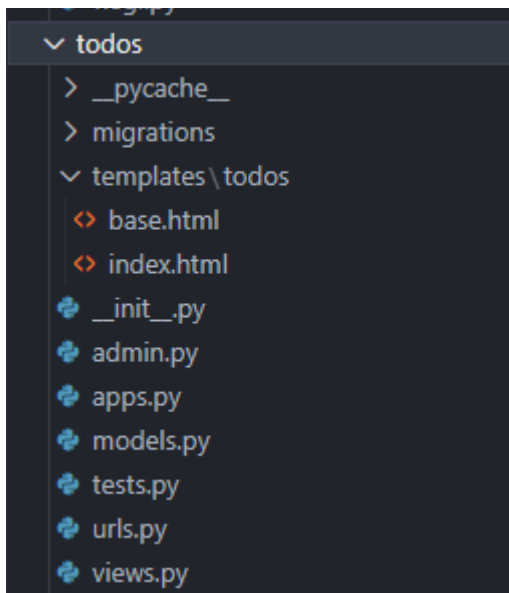 todos
__pycache__
migrations
templates\todos
base.html
index.html
__init__.py
admin.py
apps.py
models.py
tests.py
urls.py
views.py